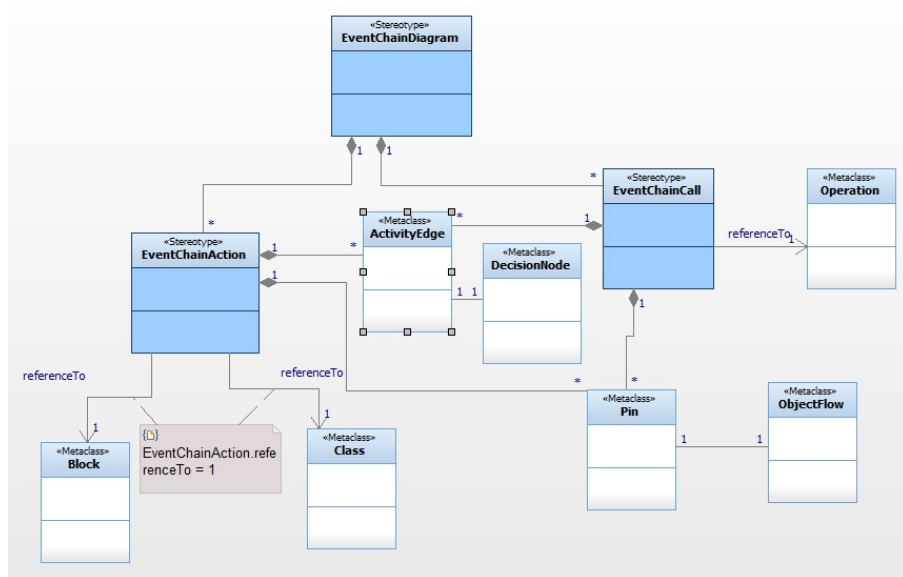 «Stereotype»
EventChainDiagram
1
1
*
«Stereotype»
EventChainCall
«Metaclass»
Operation
*
«Stereotype»
EventChainAction
«Metaclass»
ActivityEdge
*
1
referenceTo
1
1
*
«Metaclass»
DecisionNode
1
1
1
1
referenceTo
referenceTo
*
*
«Metaclass»
Pin
«Metaclass»
ObjectFlow
1
1
{}
EventChainAction.refe
renceTo = 1
«Metaclass»
Block
«Metaclass»
Class
1
1